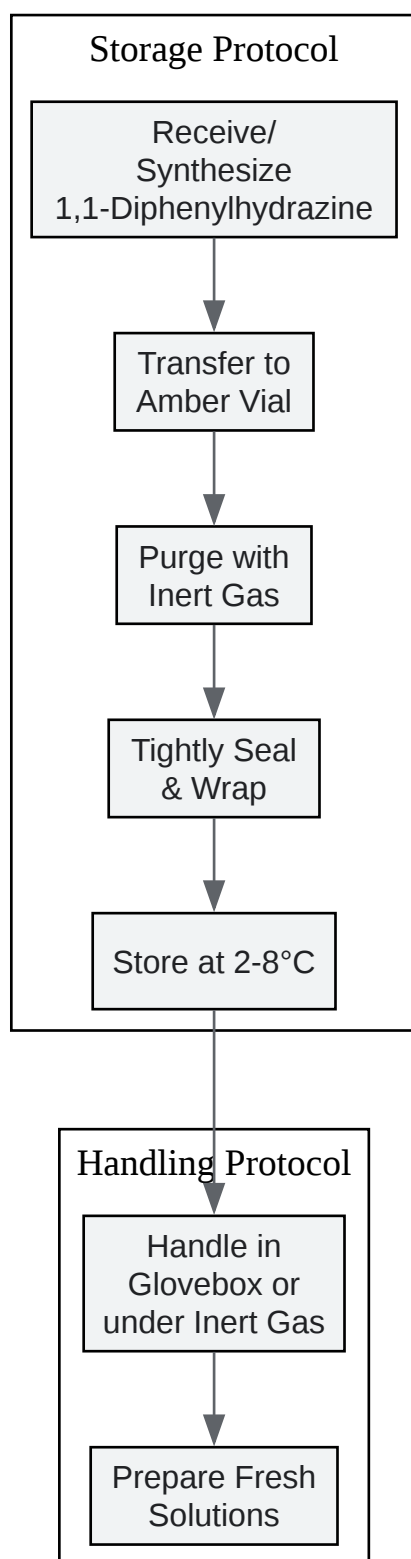 Storage Protocol
Receive/
Synthesize
1,1-Diphenylhydrazine
Transfer to
Amber Vial
Purge with
Inert Gas
Tightly Seal
& Wrap
Store at 2-8°C
Handling Protocol
Handle in
Glovebox or
under Inert Gas
Prepare Fresh
Solutions